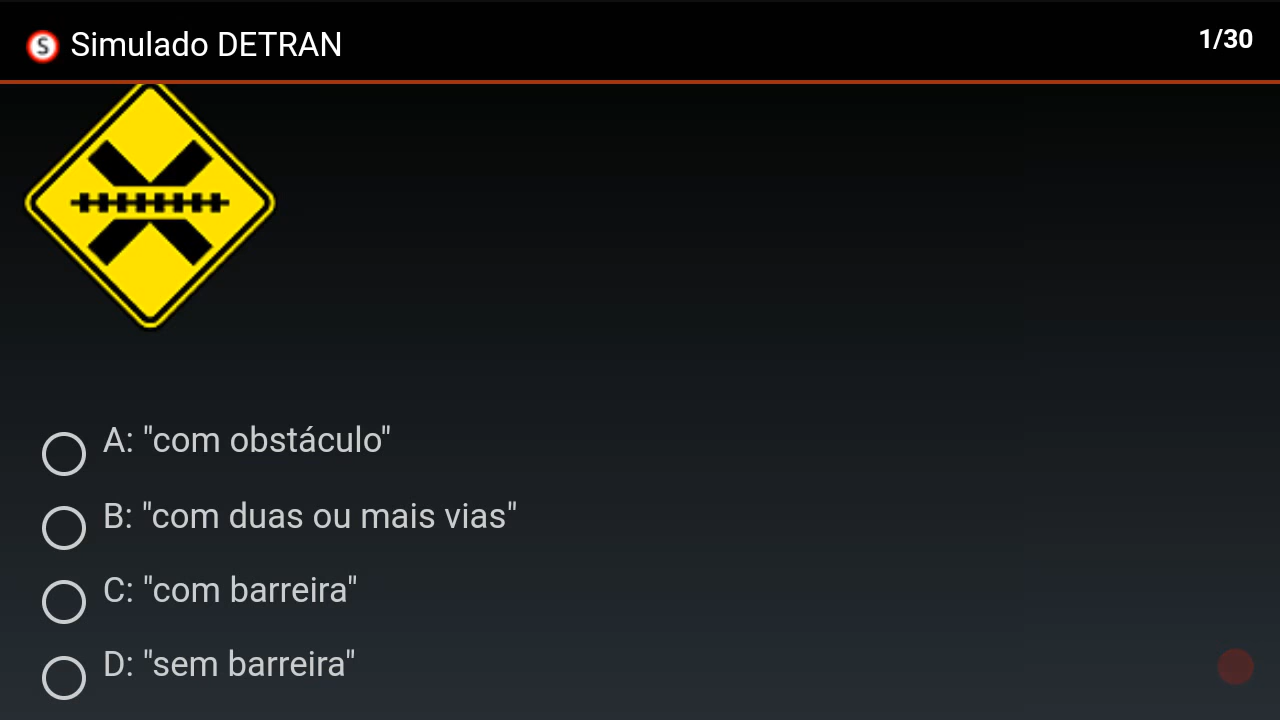 S Simulado DETRAN
1/30
A: "com obstáculo"
B: "com duas ou mais vias"
C: "com barreira"
D: "sem barreira"